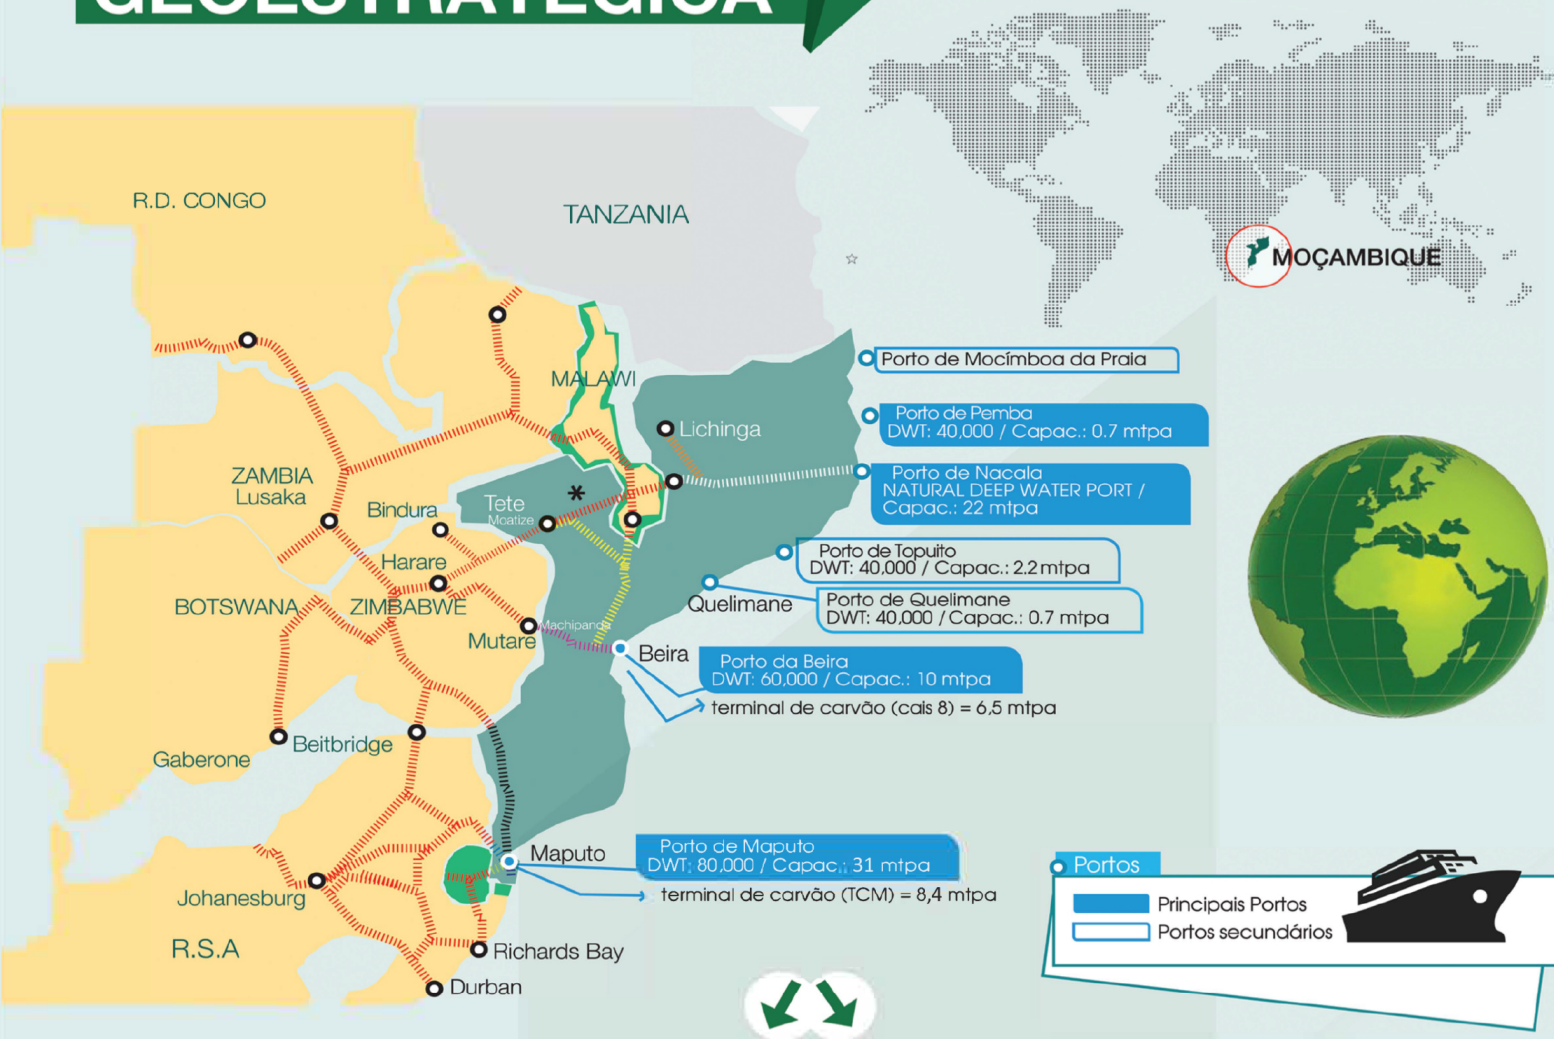 GEOESTRATÉGICA
R.D. CONGO
TANZANIA
MOÇAMBIQUE
MALAWI
Porto de Mocímboa da Praia
Porto de Pemba
DWT: 40,000 / Capac.: 0.7 mtpa
Lichinga
Porto de Nacala
NATURAL DEEP WATER PORT /
Capac.: 22 mtpa
ZAMBIA
Lusaka
Bindura
Tete
Moatize
*
Harare
Porto de Topuito
DWT: 40,000 / Capac.: 2.2 mtpa
BOTSWANA
ZIMBABWE
Quelimane
Porto de Quelimane
DWT: 40,000 / Capac.: 0.7 mtpa
Mutare
Machipanda
Beira
Porto da Beira
DWT: 60,000 / Capac.: 10 mtpa
terminal de carvão (cais 8) = 6,5 mtpa
Gaberone
Beitbridge
Maputo
Porto de Maputo
DWT: 80,000 / Capac.: 31 mtpa
terminal de carvão (TCM) = 8,4 mtpa
Johanesburg
R.S.A
Richards Bay
Durban
Portos
Principais Portos
Portos secundários